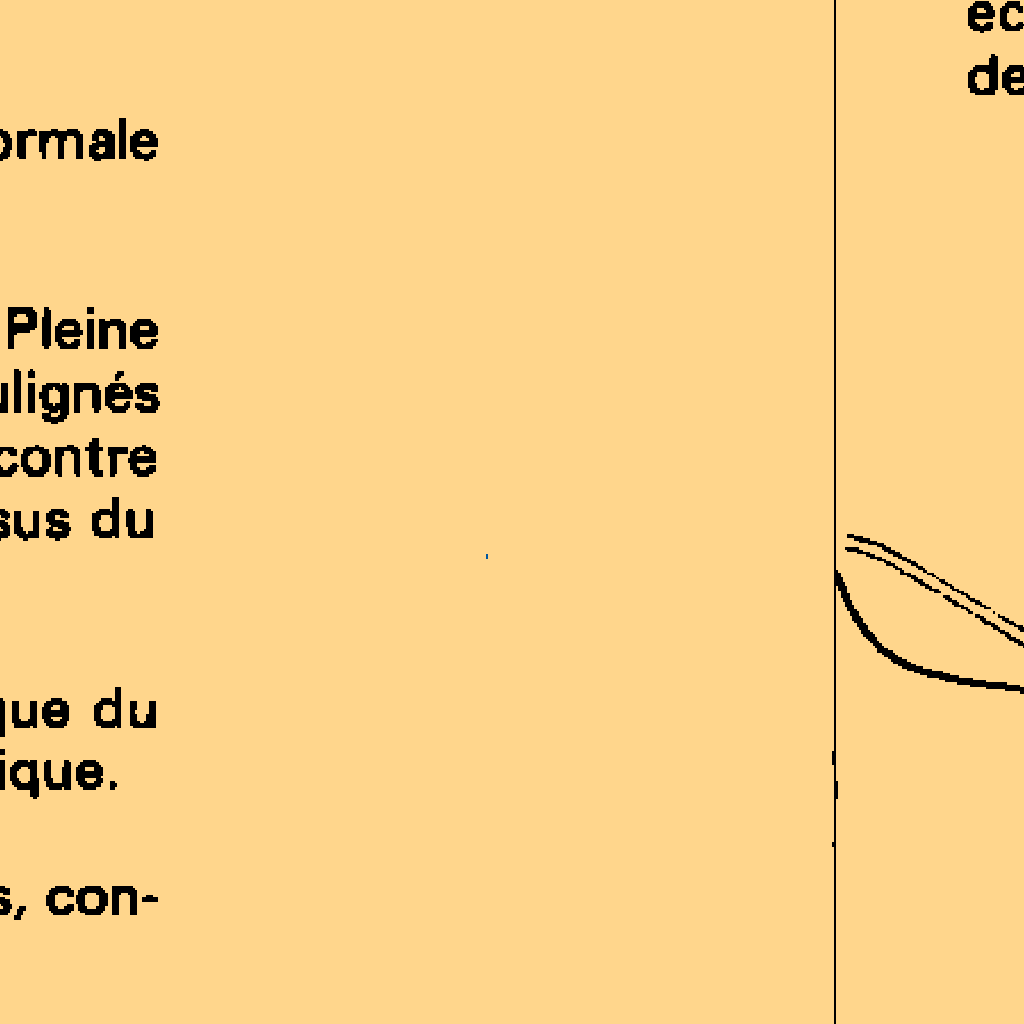 ormale
Pleine
ulignés
contre
sus du
que du
ique.
s, con-
ec
de